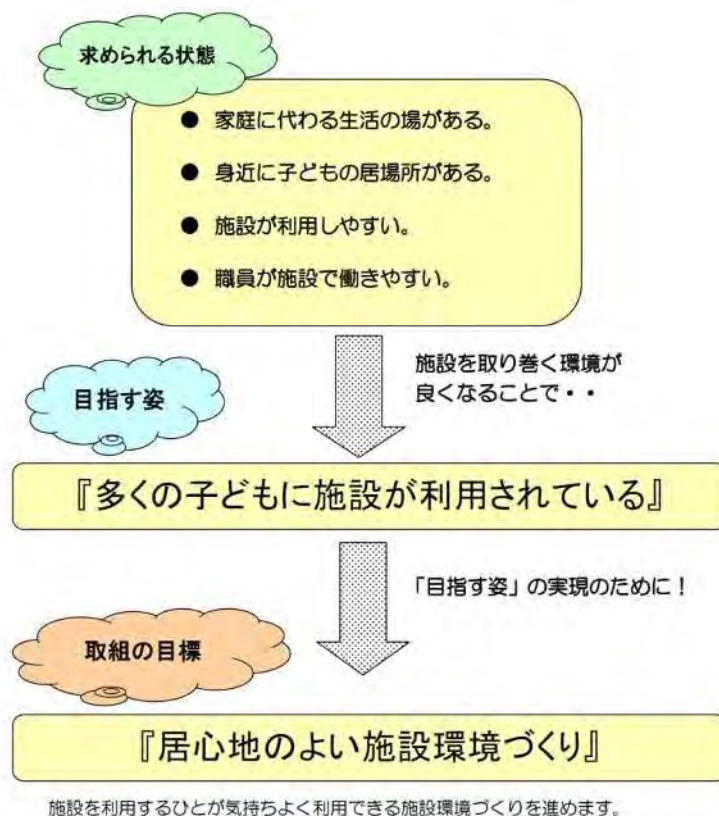 求められる状態
● 家庭に代わる生活の場がある。
● 身近に子どもの居場所がある。
● 施設が利用しやすい。
● 職員が施設で働きやすい。
施設を取り巻く環境が
良くなることで・・
目指す姿
『多くの子どもに施設が利用されている』
「目指す姿」の実現のために！
取組の目標
『居心地のよい施設環境づくり』
施設を利用するひとが気持ちよく利用できる施設環境づくりを進めます。